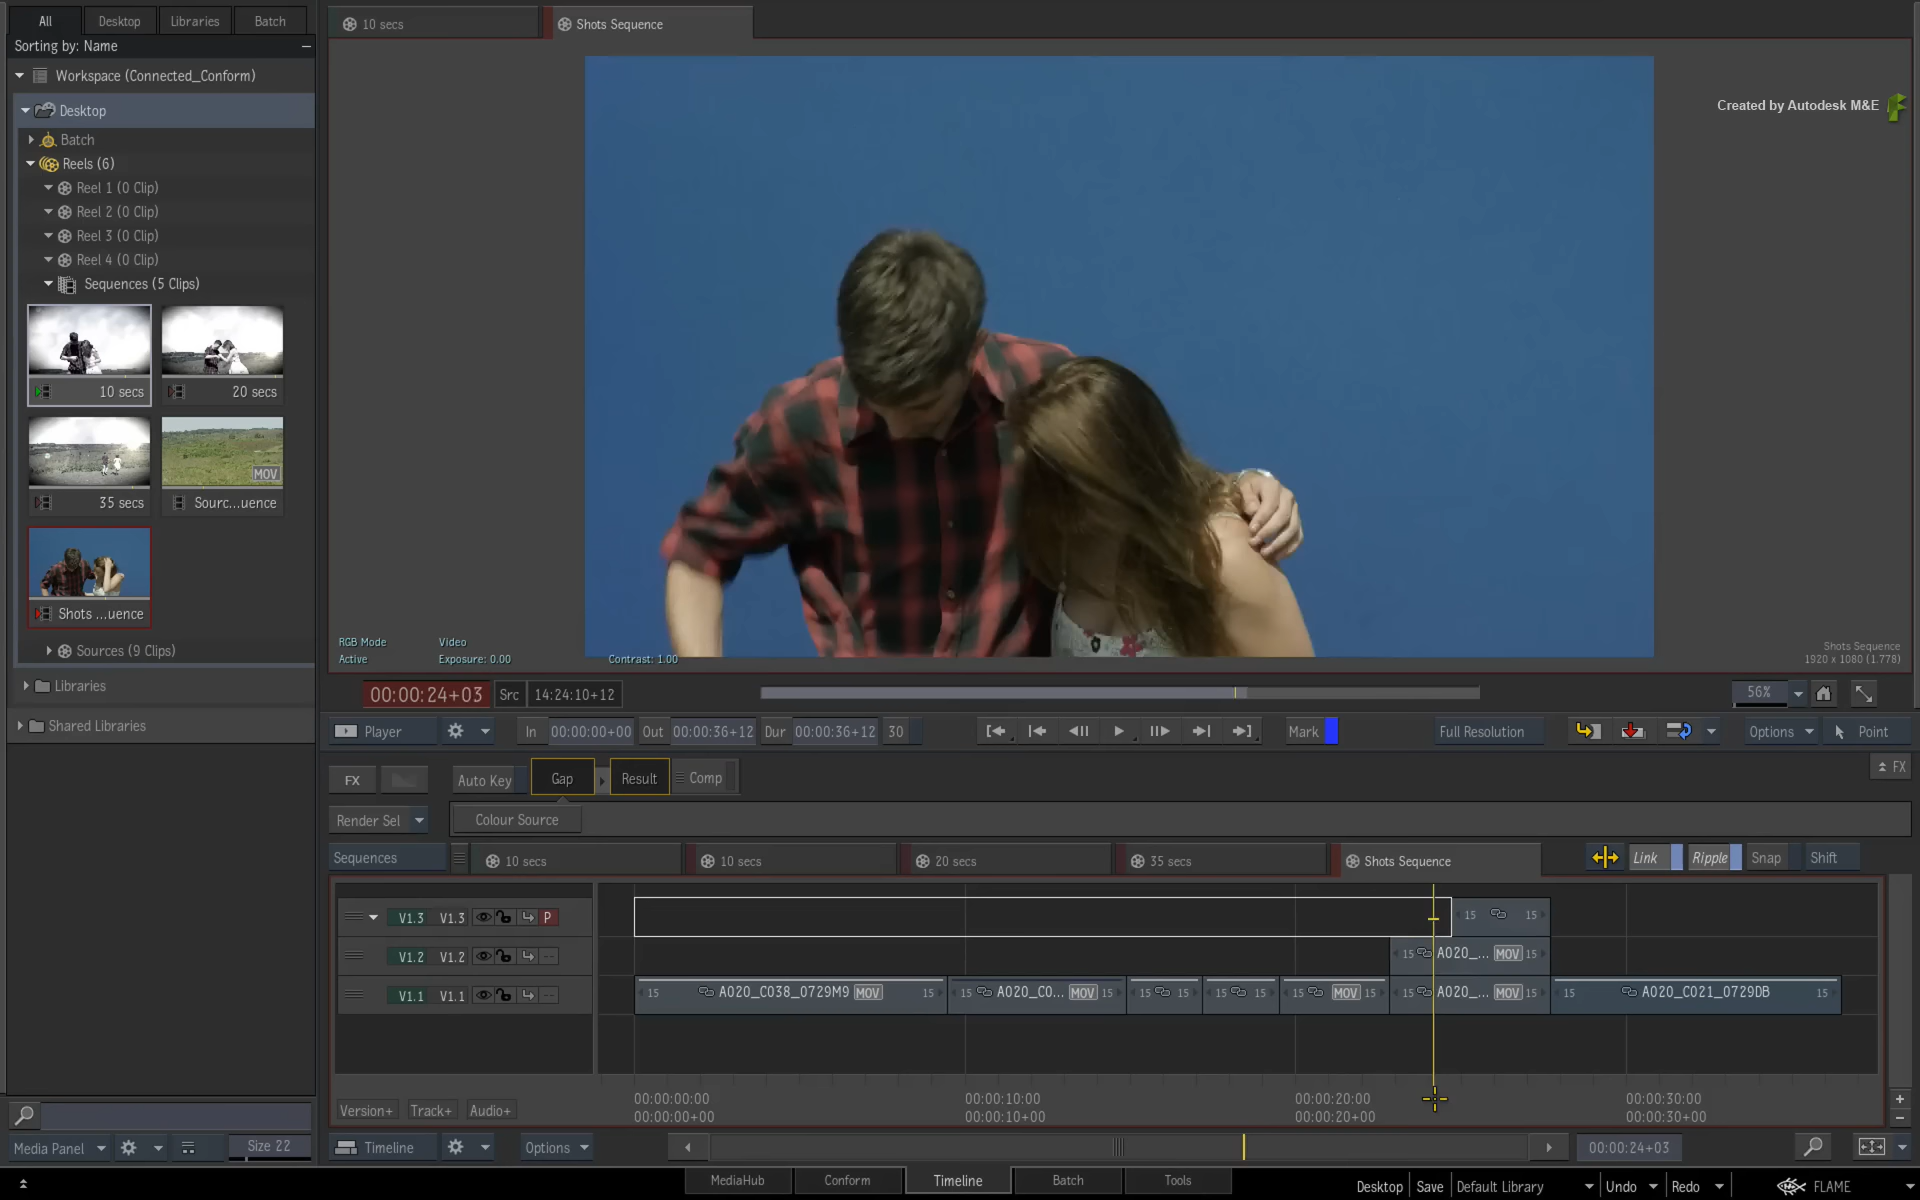 All
Desktop
Libraries
Batch
Sorting by: Name
Workspace (Connected_Conform)
Desktop
Batch
Reels (6)
Reel 1 (0 Clip)
Reel 2 (0 Clip)
Reel 3 (0 Clip)
Reel 4 (0 Clip)
Sequences (5 Clips)
10 secs
20 secs
MOV
35 secs
Sourc...uence
Shots ...uence
Sources (9 Clips)
Libraries
Shared Libraries
Media Panel
Size 22
10 secs
Shots Sequence
Created by Autodesk M&E
RGB Mode
Video
Active
Exposure: 0.00
Contrast: 1.00
Shots Sequence
1920 x 1080 (1.778)
00:00:24+03
Src
14:24:10+12
56%
Player
In
00:00:00+00
Out
00:00:36+12
Dur
00:00:36+12
30
Mark
Full Resolution
Options
Point
FX
Auto Key
Gap
Result
Comp
FX
Render Sel
Colour Source
Sequences
10 secs
10 secs
20 secs
35 secs
Shots Sequence
Link
Ripple
Snap
Shift
V1.3 V1.3 P
15 15
V1.2 V1.2
15 A020_... MOV 15
V1.1 V1.1
15 A020_C038_0729M9 MOV 15
15 A020_C0... MOV 15
15 15
15 15
15 MOV 15
15 A020_... MOV 15
15 A020_C021_0729DB 15
00:00:00:00
00:00:10:00
00:00:20:00
00:00:30:00
00:00:00+00
00:00:10+00
00:00:20+00
00:00:30+00
Version+
Track+
Audio+
Timeline
Options
00:00:24+03
MediaHub
Conform
Timeline
Batch
Tools
Desktop
Save
Default Library
Undo
Redo
FLAME